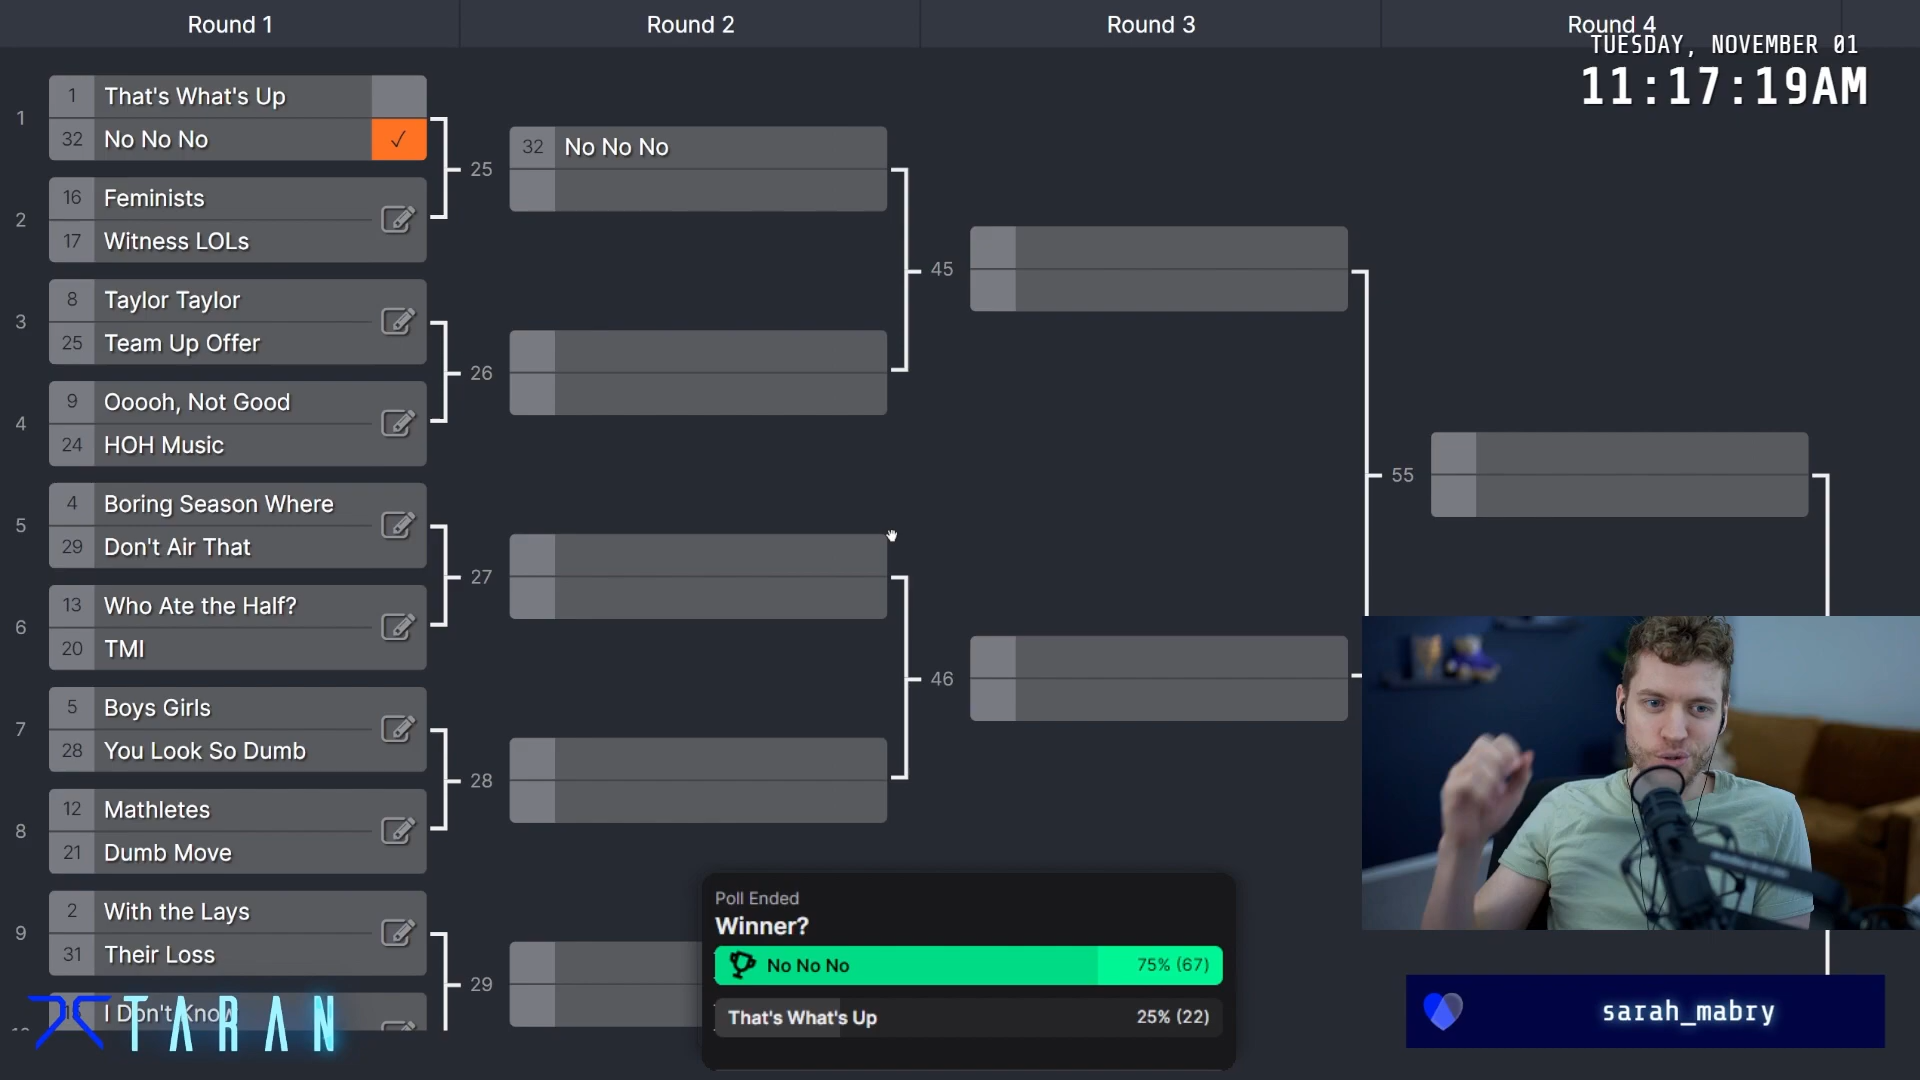 Round 1
Round 2
Round 3
Round 4
TUESDAY, NOVEMBER 01
11:17:19AM
1
1 That's What's Up
32 No No No ✓
2
16 Feminists
17 Witness LOLs
3
8 Taylor Taylor
25 Team Up Offer
4
9 Ooooh, Not Good
24 HOH Music
5
4 Boring Season Where
29 Don't Air That
6
13 Who Ate the Half?
20 TMI
7
5 Boys Girls
28 You Look So Dumb
8
12 Mathletes
21 Dumb Move
9
2 With the Lays
31 Their Loss
I Don't Know
25
32 No No No
26
27
28
29
45
46
55
Poll Ended
Winner?
No No No 75% (67)
That's What's Up 25% (22)
TARAN
sarah_mabry